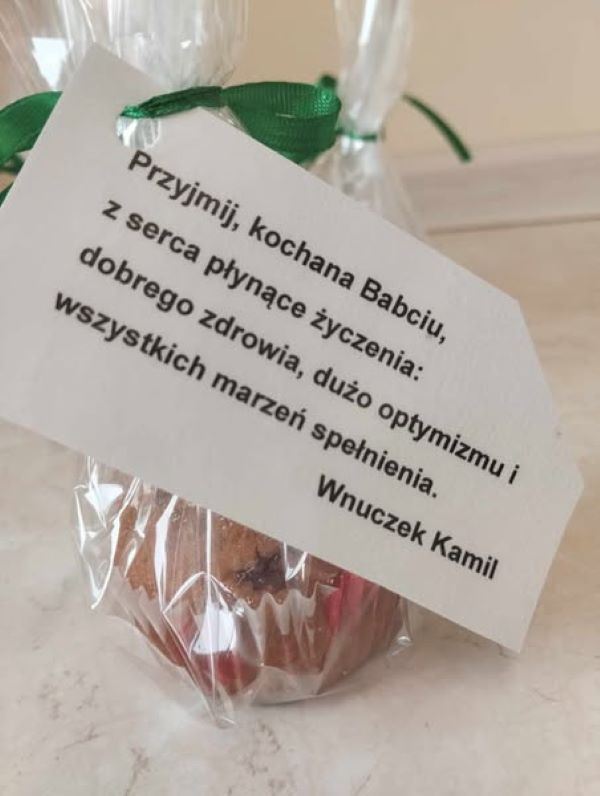 Przyjmij, kochana Babciu,
z serca płynące życzenia:
dobrego zdrowia, dużo optymizmu i
wszystkich marzeń spełnienia.
Wnuczek Kamil